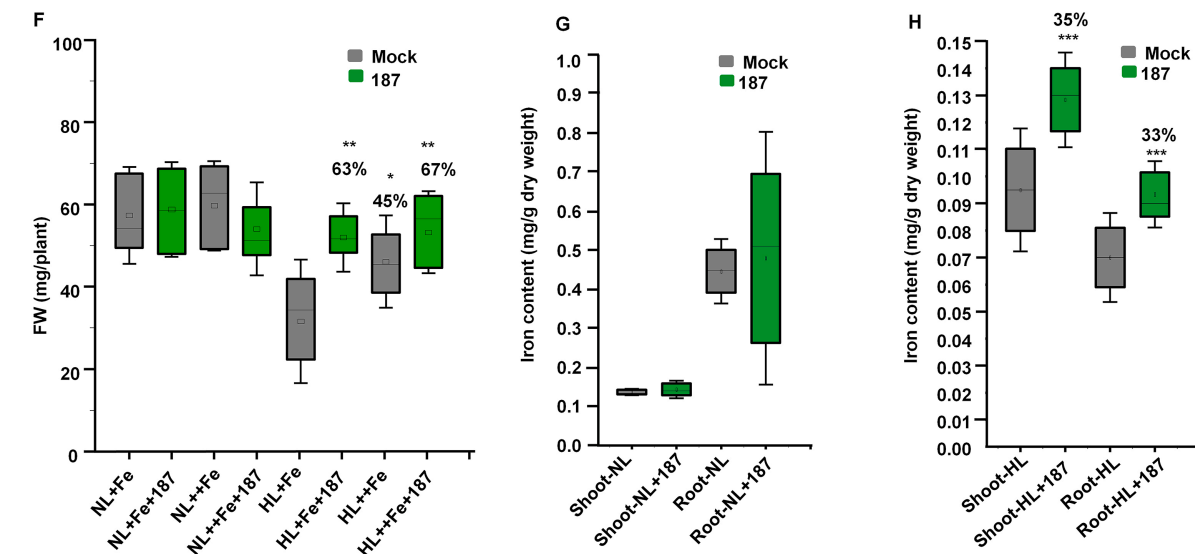 F
100
80
60
40
20
0
FW (mg/plant)
Mock
187
**
63%
*
45%
**
67%
NL+Fe
NL+Fe+187
NL++Fe
NL++Fe+187
HL+Fe
HL+Fe+187
HL++Fe
HL++Fe+187
G
1.0
0.9
0.8
0.7
0.6
0.5
0.4
0.3
0.2
0.1
0.0
Iron content (mg/g dry weight)
Mock
187
Shoot-NL
Shoot-NL+187
Root-NL
Root-NL+187
H
0.15
0.14
0.13
0.12
0.11
0.10
0.09
0.08
0.07
0.06
0.05
0.04
0.03
0.02
0.01
0.00
Iron content (mg/g dry weight)
35%
***
Mock
187
33%
***
Shoot-HL
Shoot-HL+187
Root-HL
Root-HL+187